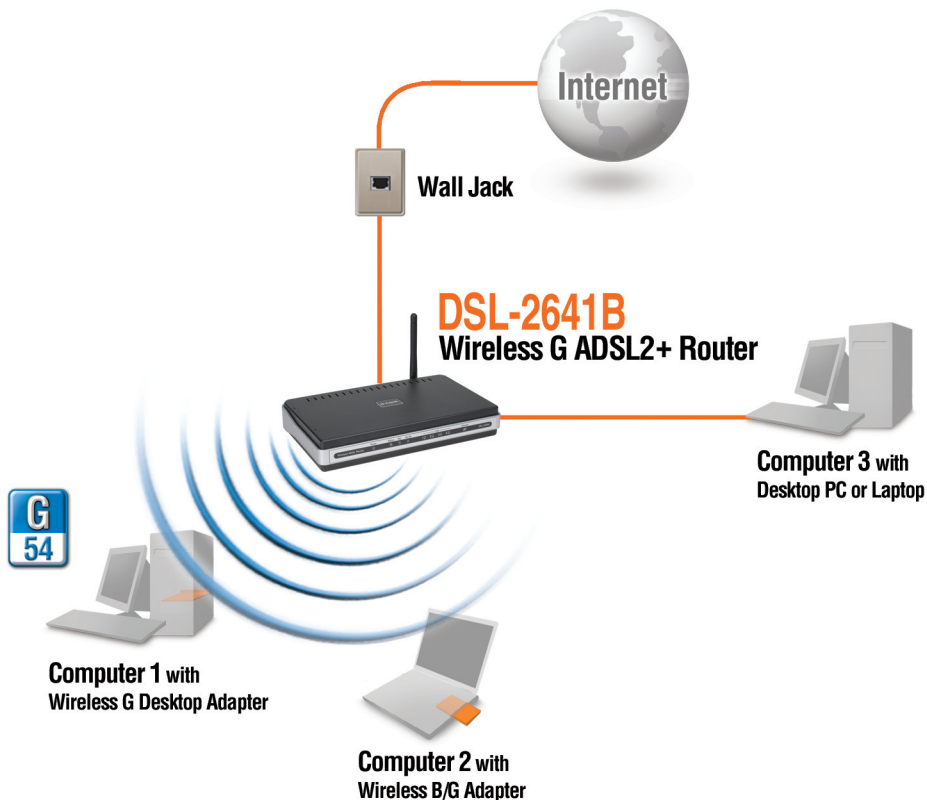 Internet
Wall Jack
DSL-2641B
Wireless G ADSL2+ Router
Computer 3 with
Desktop PC or Laptop
G
54
Computer 1 with
Wireless G Desktop Adapter
Computer 2 with
Wireless B/G Adapter